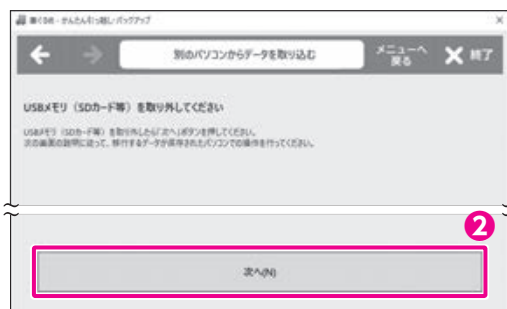 筆ぐるめ - かんたん引っ越し・バックアップ
別のパソコンからデータを取り込む
メニューへ
戻る
終了
USBメモリ（SDカード等）を取り外してください
USBメモリ（SDカード等）を取り外したら「次へ」ボタンを押してください。
次の画面の説明に従って、移行するデータが保存されたパソコンでの操作を行ってください。
2
次へ(N)